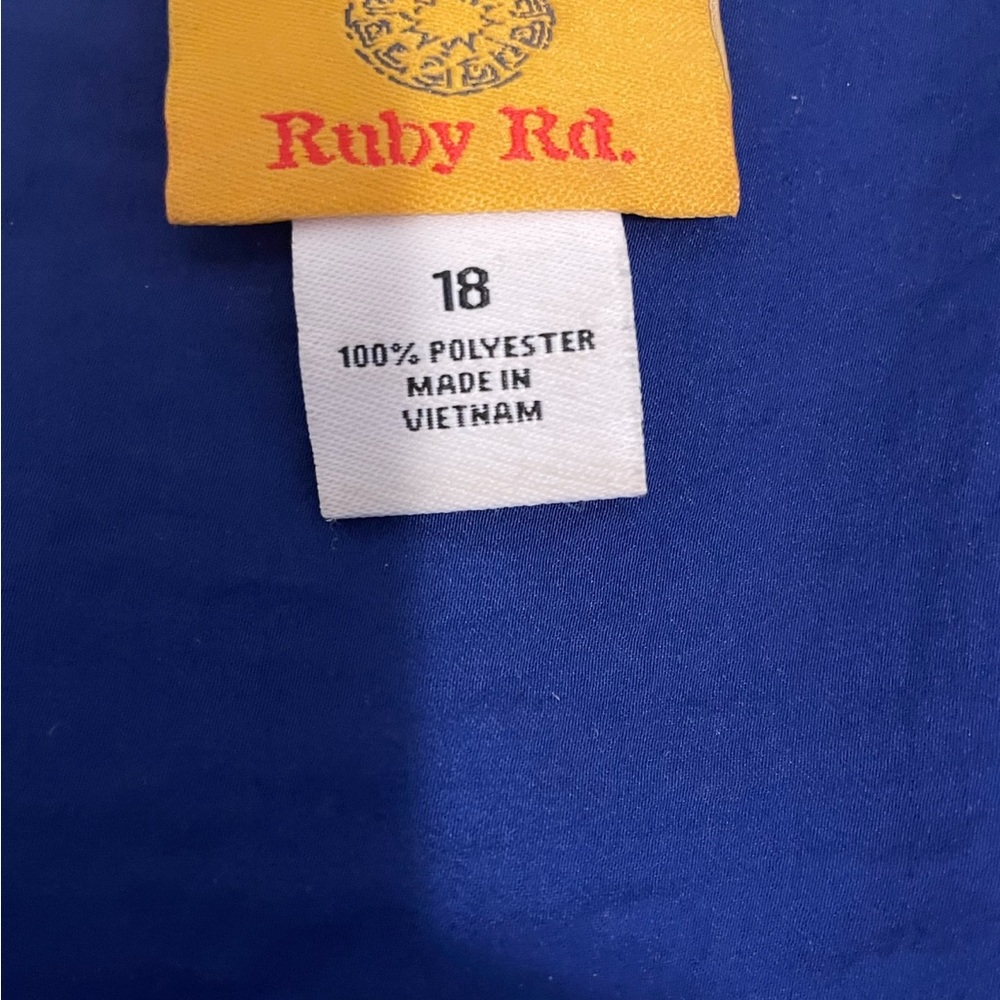 Ruby Rd.
18
100% POLYESTER
MADE IN
VIETNAM